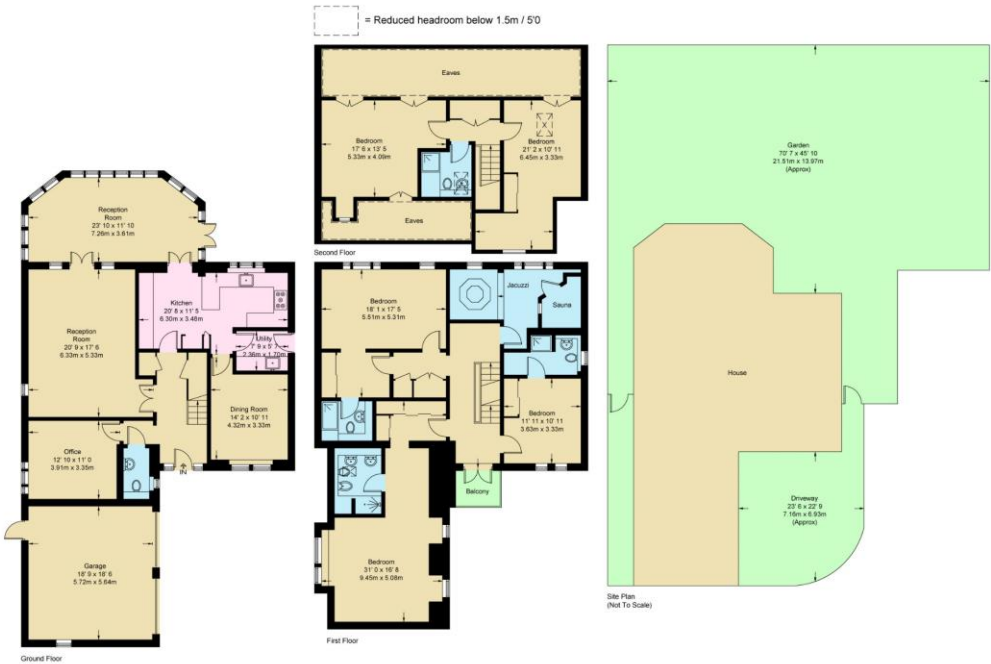 = Reduced headroom below 1.5m / 5'0
Eaves
Bedroom
17' 6 x 13' 5
5.33m x 4.09m
Bedroom
21' 2 x 10' 11
6.45m x 3.33m
Eaves
Second Floor
Reception
Room
23' 10 x 11' 10
7.26m x 3.61m
Kitchen
20' 8 x 11' 5
6.30m x 3.48m
Reception
Room
20' 9 x 17' 6
6.33m x 5.33m
Utility
7' 9 x 5' 7
2.36m x 1.70m
Dining Room
14' 2 x 10' 11
4.32m x 3.33m
Office
12' 10 x 11' 0
3.91m x 3.35m
IN
Garage
18' 9 x 18' 6
5.72m x 5.64m
Ground Floor
Bedroom
18' 1 x 17' 5
5.51m x 5.31m
Jacuzzi
Sauna
Bedroom
11' 11 x 10' 11
3.63m x 3.33m
Balcony
Bedroom
31' 0 x 16' 8
9.45m x 5.08m
First Floor
Garden
70' 7 x 45' 10
21.51m x 13.97m
(Approx)
House
Driveway
23' 6 x 22' 9
7.16m x 6.93m
(Approx)
Site Plan
(Not To Scale)